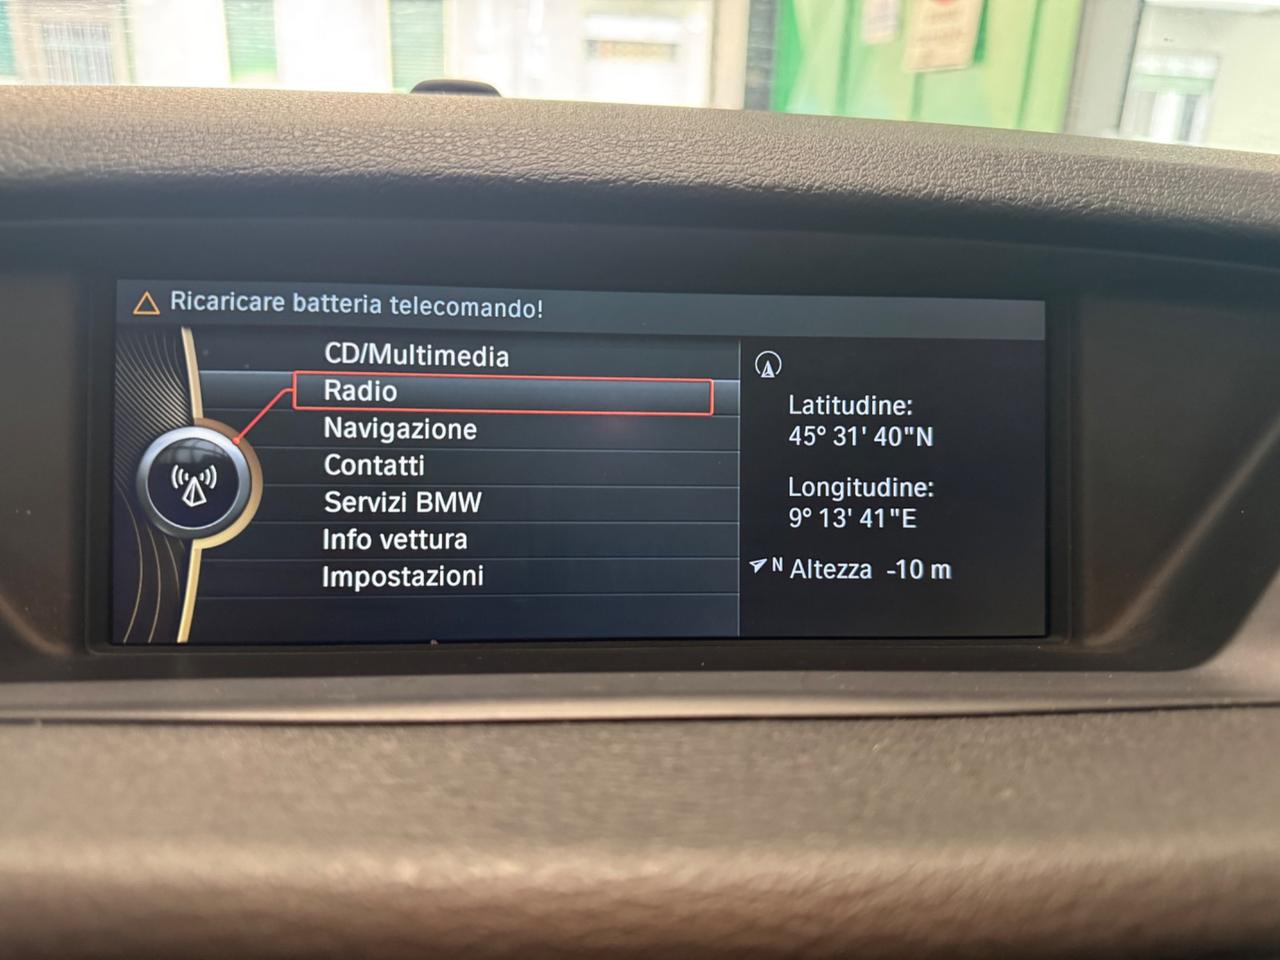 Ricaricare batteria telecomando!
CD/Multimedia
Radio
Navigazione
Contatti
Servizi BMW
Info vettura
Impostazioni
Latitudine:
45° 31' 40"N
Longitudine:
9° 13' 41"E
N Altezza -10 m